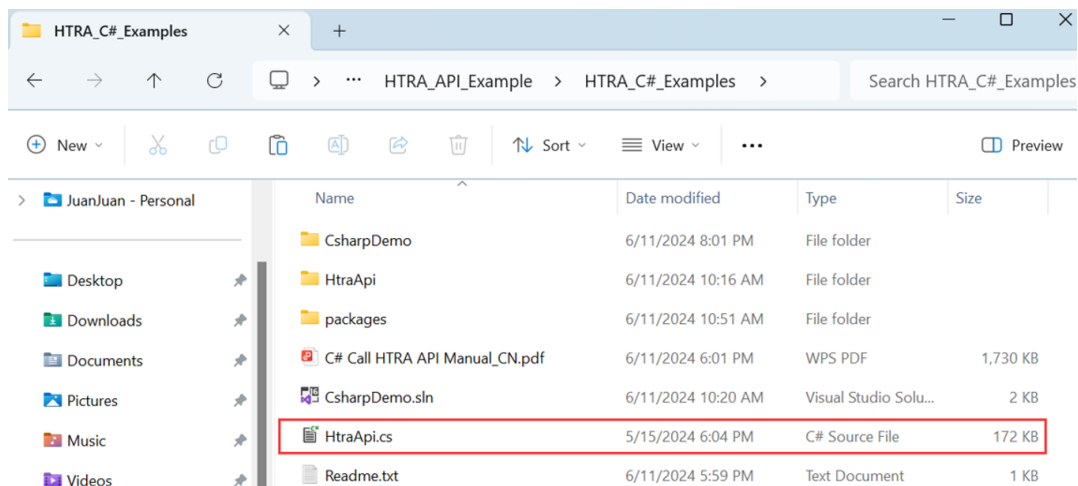 HTRA_C#_Examples
HTRA_API_Example > HTRA_C#_Examples >
Search HTRA_C#_Examples
New
Sort
View
Preview
JuanJuan - Personal
Desktop
Downloads
Documents
Pictures
Music
Videos
Name Date modified Type Size
CsharpDemo 6/11/2024 8:01 PM File folder
HtraApi 6/11/2024 10:16 AM File folder
packages 6/11/2024 10:51 AM File folder
C# Call HTRA API Manual_CN.pdf 6/11/2024 6:01 PM WPS PDF 1,730 KB
CsharpDemo.sln 6/11/2024 10:20 AM Visual Studio Solu... 2 KB
HtraApi.cs 5/15/2024 6:04 PM C# Source File 172 KB
Readme.txt 6/11/2024 5:59 PM Text Document 1 KB